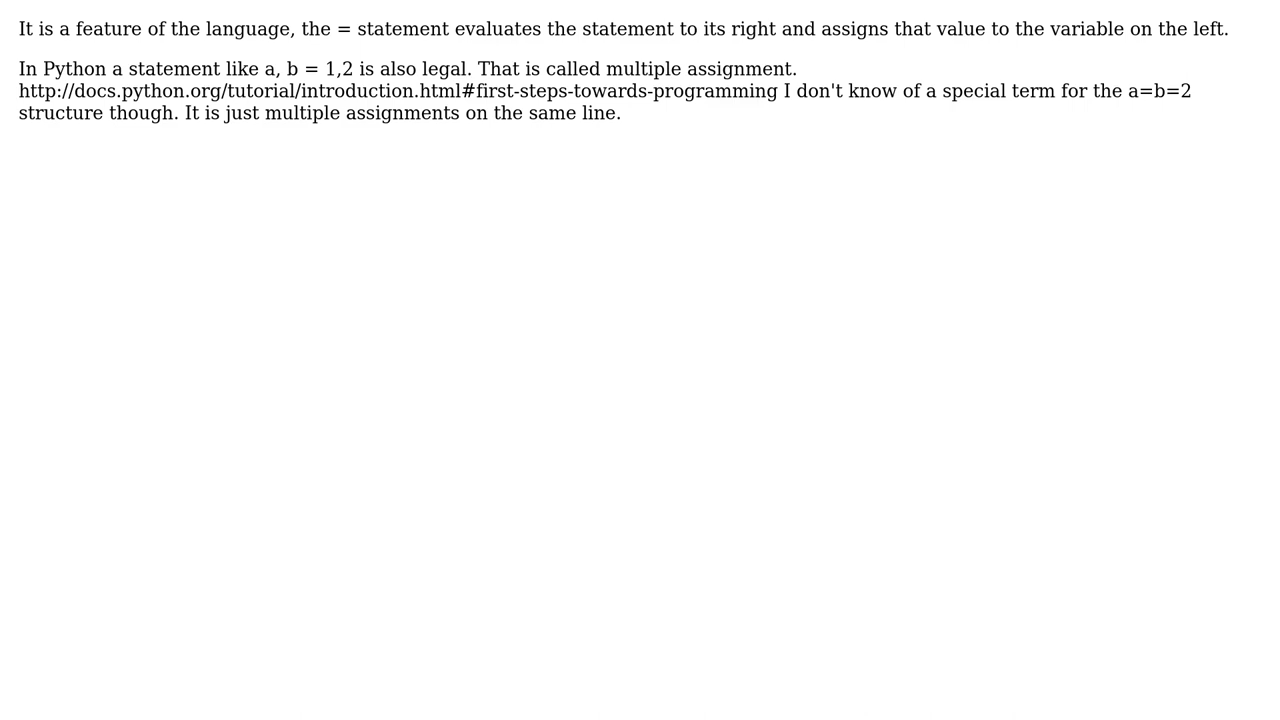 It is a feature of the language, the = statement evaluates the statement to its right and assigns that value to the variable on the left.
In Python a statement like a, b = 1,2 is also legal. That is called multiple assignment.
http://docs.python.org/tutorial/introduction.html#first-steps-towards-programming I don't know of a special term for the a=b=2
structure though. It is just multiple assignments on the same line.